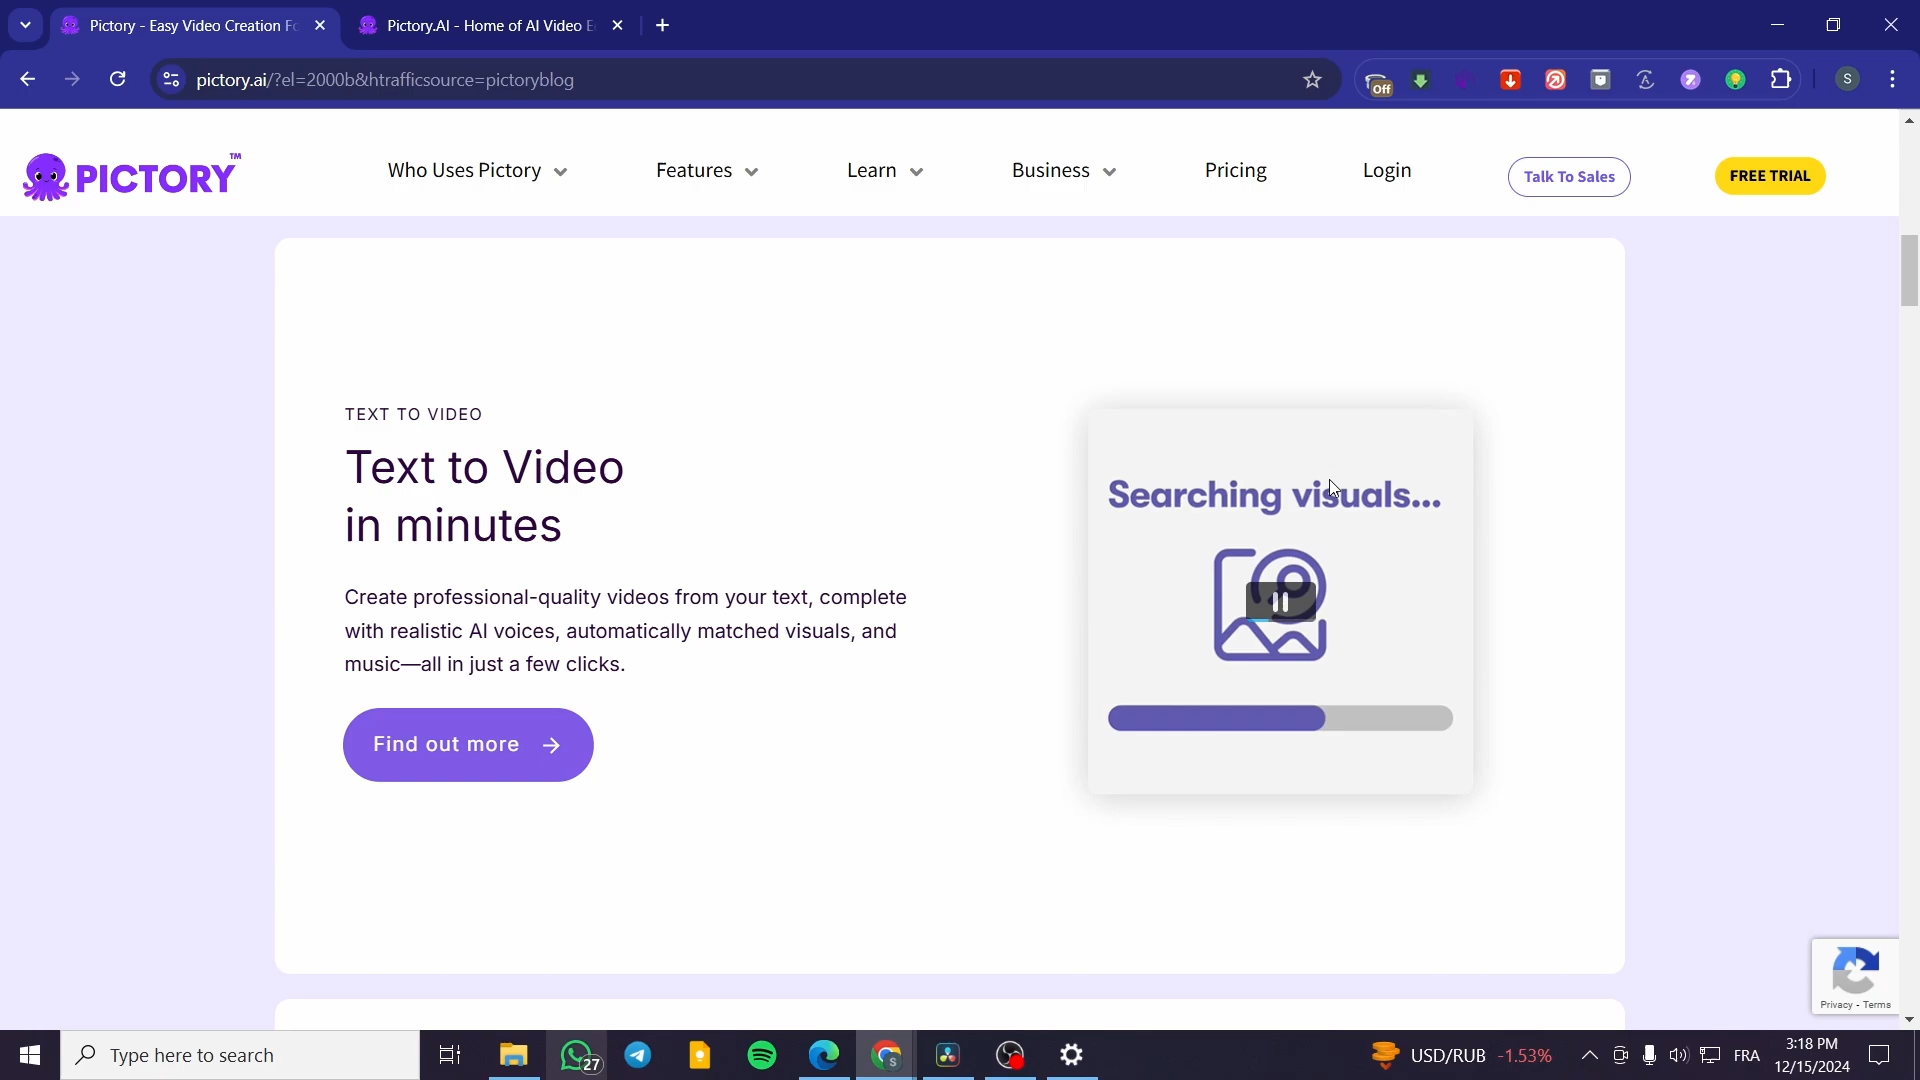 Pictory - Easy Video Creation Fo
Pictory.AI - Home of AI Video E
pictory.ai/?el=2000b&htrafficsource=pictoryblog
Off
S
PICTORY™
Who Uses Pictory
Features
Learn
Business
Pricing
Login
Talk To Sales
FREE TRIAL
TEXT TO VIDEO
Text to Video
in minutes
Create professional-quality videos from your text, complete
with realistic AI voices, automatically matched visuals, and
music—all in just a few clicks.
Find out more
Searching visuals...
Privacy - Terms
Type here to search
27
S
USD/RUB -1.53%
FRA
3:18 PM
12/15/2024